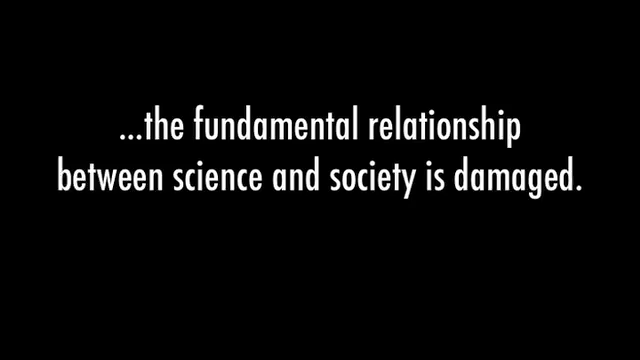 ...the fundamental relationship
between science and society is damaged.